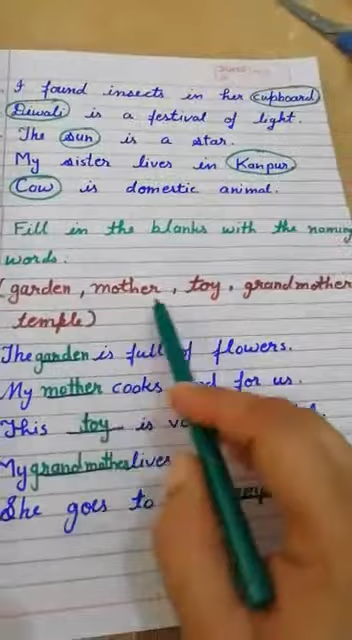 I found insects in her cupboard
Diwali is a festival of light.
The sun is a star.
My sister lives in Kanpur
Cow is domestic animal.
Fill in the blanks with the naming
words.
(garden, mother, toy, grandmother
temple)
The garden is full of flowers.
My mother cooks for us.
This toy is
My grandmother lives
She goes to